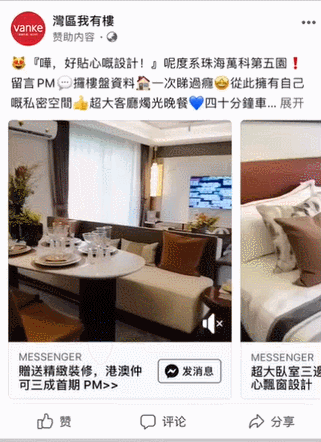 vanke
灣區我有樓
赞助内容
😻『嘩，好貼心嘅設計！』呢度系珠海萬科第五園❗
留言PM💬攞樓盤資料🏠一次睇過癮🤩從此擁有自己
嘅私密空間👍超大客廳燭光晚餐💙四十分鐘車... 展开
MESSENGER
贈送精緻裝修，港澳仲
可三成首期 PM>>
发消息
MESSENGER
超大臥室三邊
心飄窗設計
赞
评论
分享